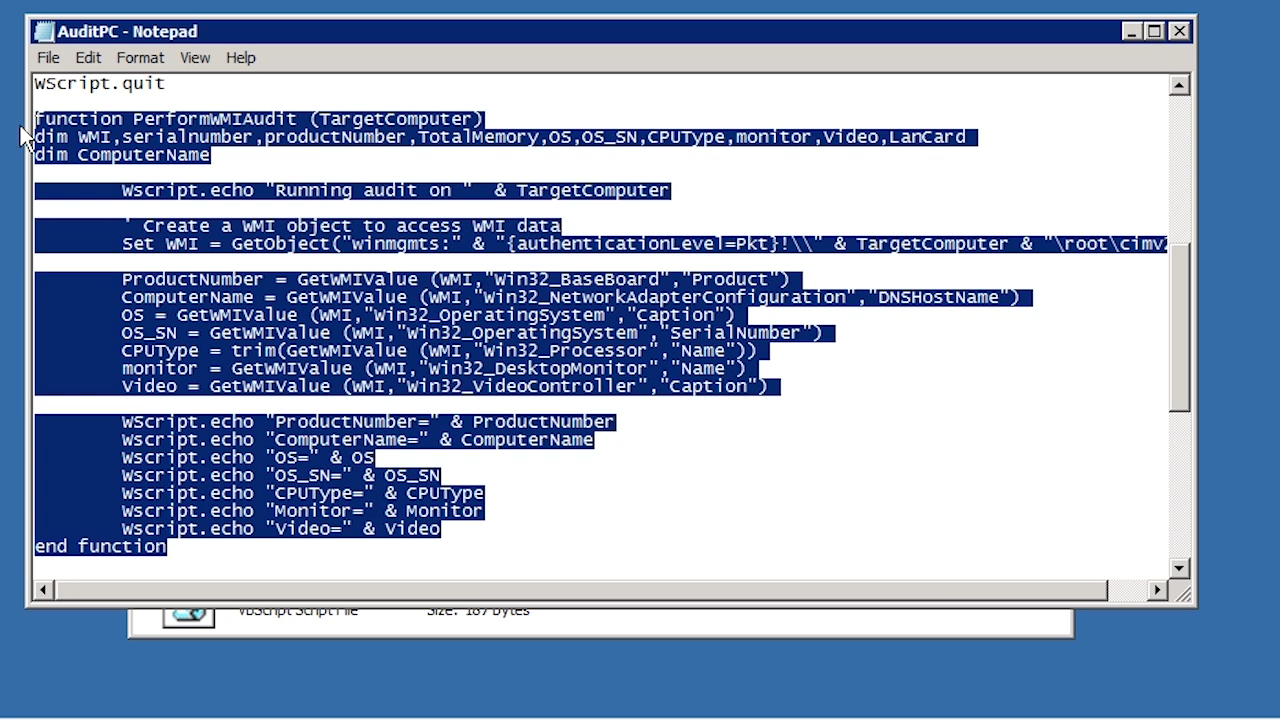 AuditPC - Notepad
File Edit Format View Help
WScript.quit
function PerformWMIAudit (TargetComputer)
dim WMI,serialnumber,productNumber,TotalMemory,OS,OS_SN,CPUType,monitor,Video,LanCard
dim ComputerName
Wscript.echo "Running audit on " & TargetComputer
' Create a WMI object to access WMI data
Set WMI = GetObject("winmgmts:" & "{authenticationLevel=Pkt}!\\" & TargetComputer & "\root\cimv2
ProductNumber = GetWMIValue (WMI,"Win32_BaseBoard","Product")
ComputerName = GetWMIValue (WMI,"Win32_NetworkAdapterConfiguration","DNSHostName")
OS = GetWMIValue (WMI,"Win32_OperatingSystem","Caption")
OS_SN = GetWMIValue (WMI,"Win32_OperatingSystem","SerialNumber")
CPUType = trim(GetWMIValue (WMI,"Win32_Processor","Name"))
monitor = GetWMIValue (WMI,"Win32_DesktopMonitor","Name")
Video = GetWMIValue (WMI,"Win32_VideoController","Caption")
WScript.echo "ProductNumber=" & ProductNumber
Wscript.echo "ComputerName=" & ComputerName
Wscript.echo "OS=" & OS
Wscript.echo "OS_SN=" & OS_SN
Wscript.echo "CPUType=" & CPUType
Wscript.echo "Monitor=" & Monitor
Wscript.echo "Video=" & Video
end function
VBScript Script File Size: 187 bytes